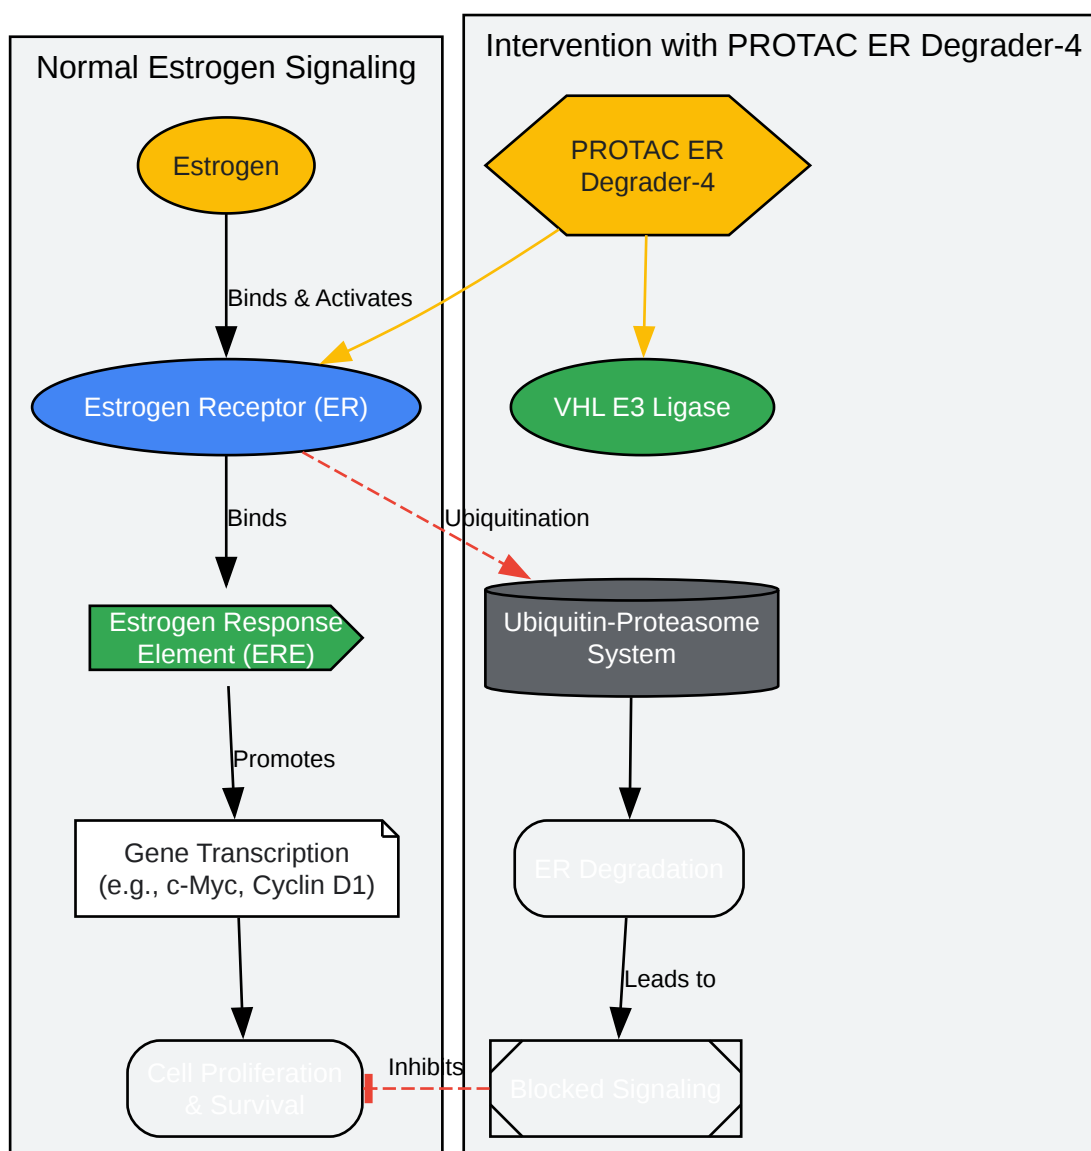 Normal Estrogen Signaling
Estrogen
Binds & Activates
Estrogen Receptor (ER)
Binds
Estrogen Response
Element (ERE)
Promotes
Gene Transcription
(e.g., c-Myc, Cyclin D1)
Cell Proliferation
& Survival
Intervention with PROTAC ER Degrader-4
PROTAC ER
Degrader-4
VHL E3 Ligase
Ubiquitination
Ubiquitin-Proteasome
System
ER Degradation
Leads to
Blocked Signaling
Inhibits